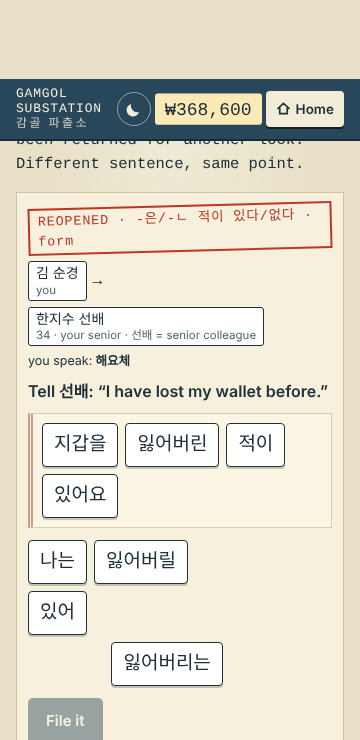 GAMGOL
SUBSTATION
감골 파출소
₩368,600
Home
been returned for another look.
Different sentence, same point.
REOPENED · -은/-ㄴ 적이 있다/없다 ·
form
김 순경
you
→
한지수 선배
34 · your senior · 선배 = senior colleague
you speak: 해요체
Tell 선배: “I have lost my wallet before.”
지갑을 잃어버린 적이
있어요
나는 잃어버릴
있어
잃어버리는
File it